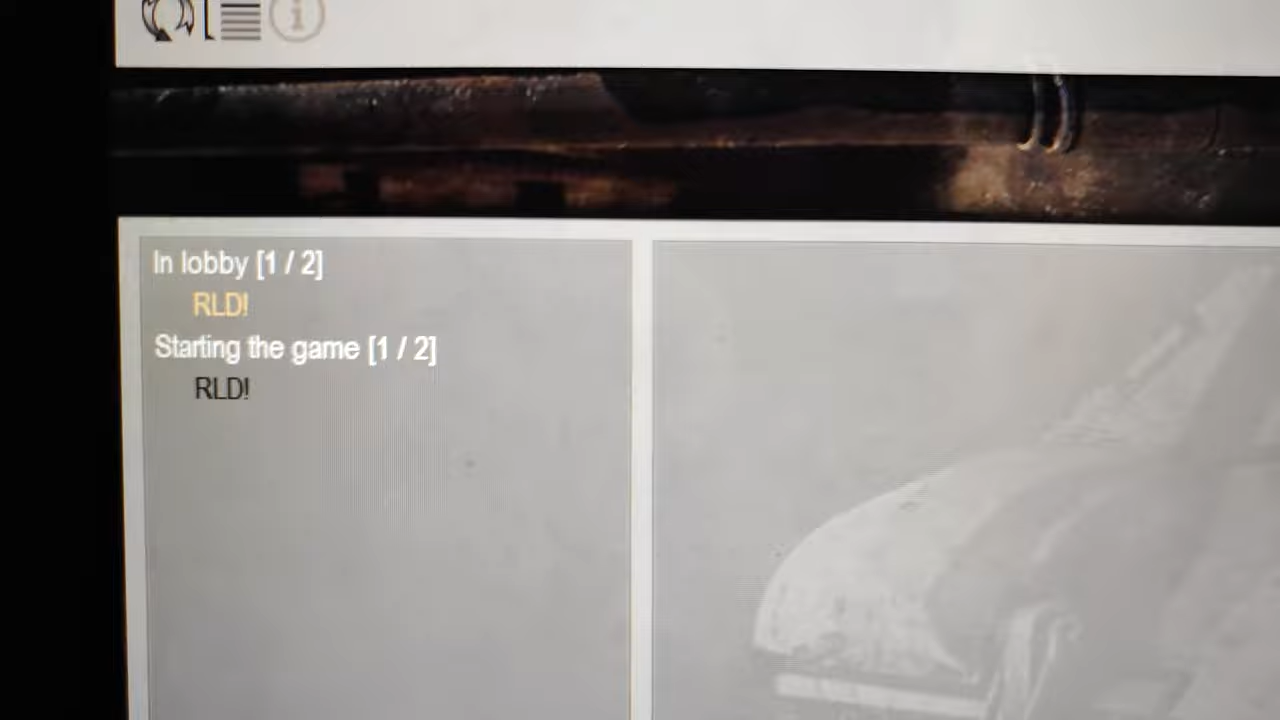 In lobby [1 / 2]
RLD!
Starting the game [1 / 2]
RLD!